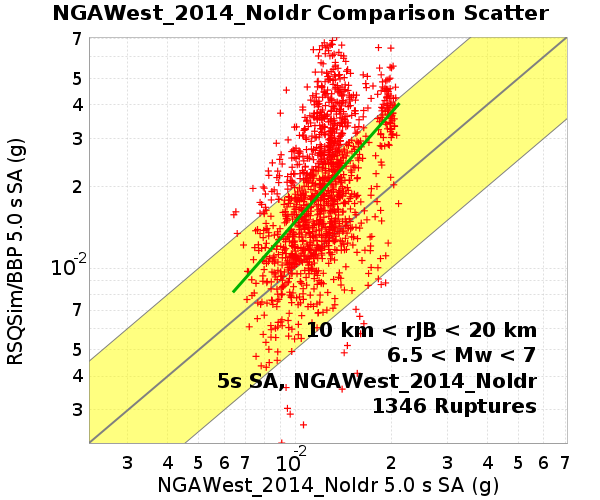 NGAWest_2014_NoIdr Comparison Scatter
RSQSim/BBP 5.0 s SA (g)
7
5
4
3
2
10-2
7
5
4
3
10 km < rJB < 20 km
6.5 < Mw < 7
5s SA, NGAWest_2014_NoIdr
1346 Ruptures
3 4 5 6 7 10-2 2 3 4 5 6 7
NGAWest_2014_NoIdr 5.0 s SA (g)